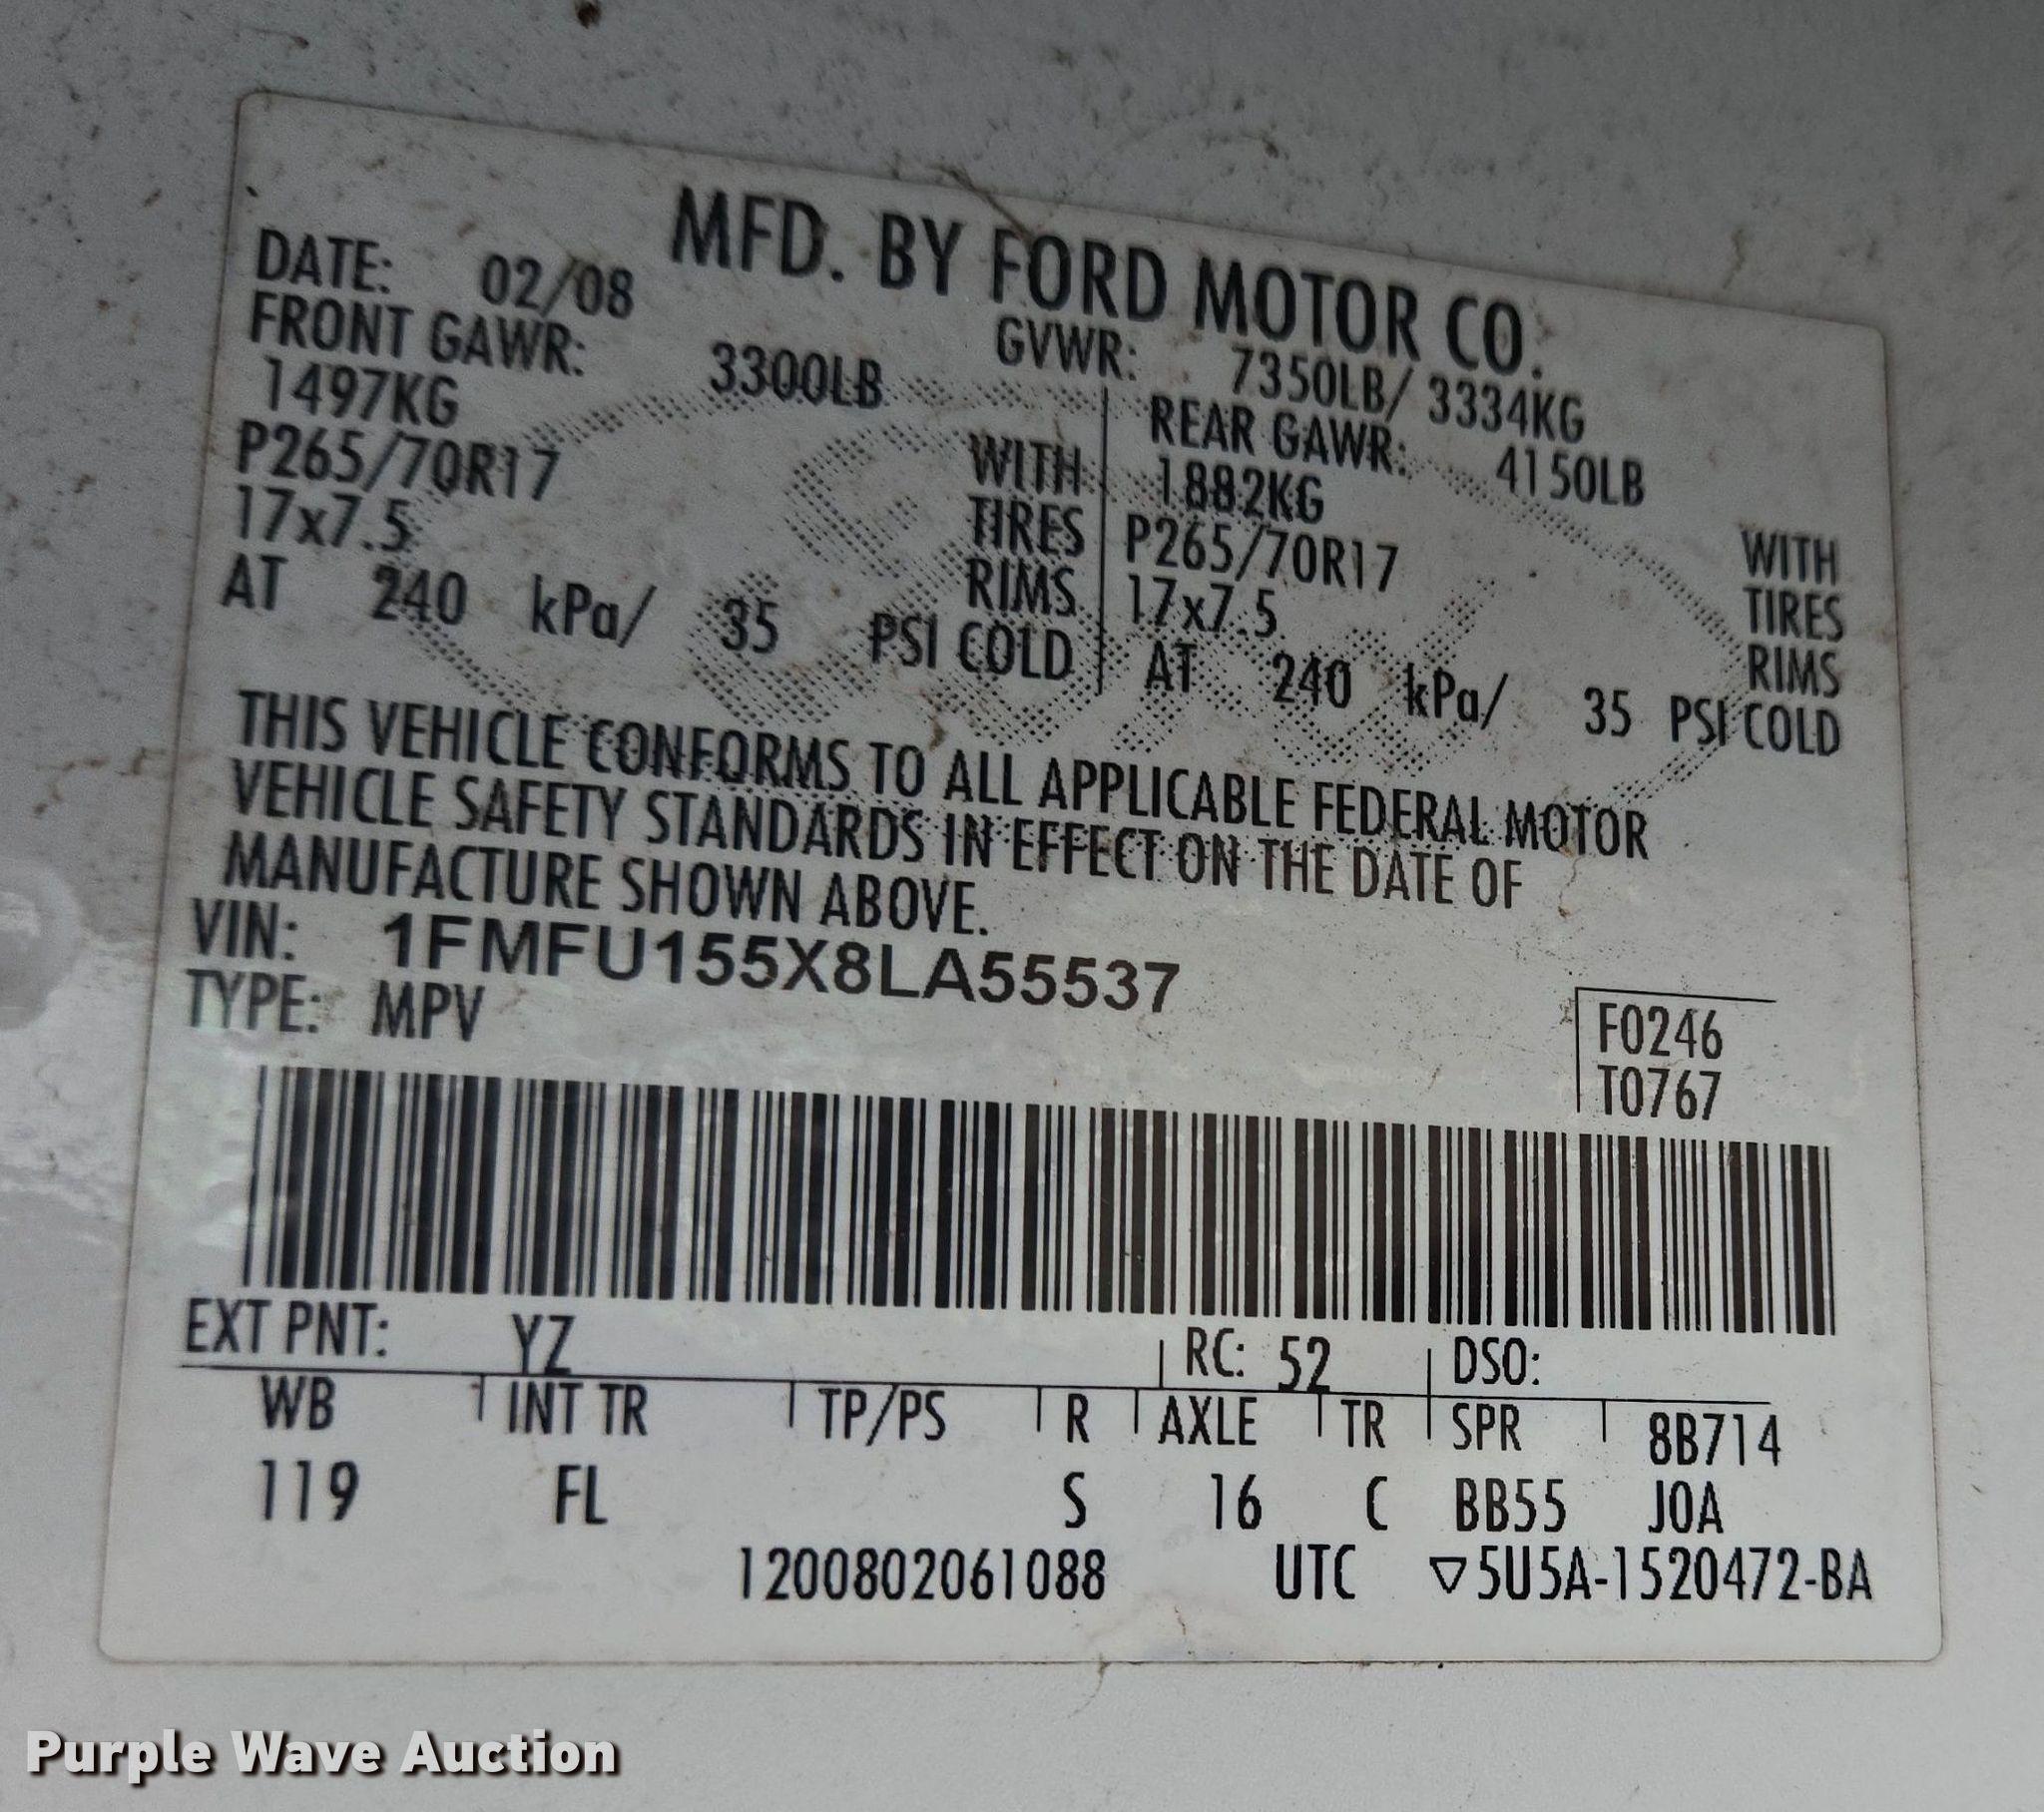 MFD. BY FORD MOTOR CO.
DATE: 02/08 GVWR: 7350LB/ 3334KG
FRONT GAWR: 3300LB
1497KG WITH
P265/70R17 TIRES
17x7.5 RIMS
AT 240 kPa/ 35 PSI COLD
REAR GAWR: 4150LB
1882KG WITH
P265/70R17 TIRES
17x7.5 RIMS
AT 240 kPa/ 35 PSI COLD
THIS VEHICLE CONFORMS TO ALL APPLICABLE FEDERAL MOTOR
VEHICLE SAFETY STANDARDS IN EFFECT ON THE DATE OF
MANUFACTURE SHOWN ABOVE.
VIN: 1FMFU155X8LA55537
TYPE: MPV
F0246
T0767
EXT PNT: YZ RC: 52 DSO:
WB INT TR TP/PS R AXLE TR SPR 8B714
119 FL S 16 C BB55 J0A
1200802061088 UTC ▽5U5A-1520472-BA
Purple Wave Auction